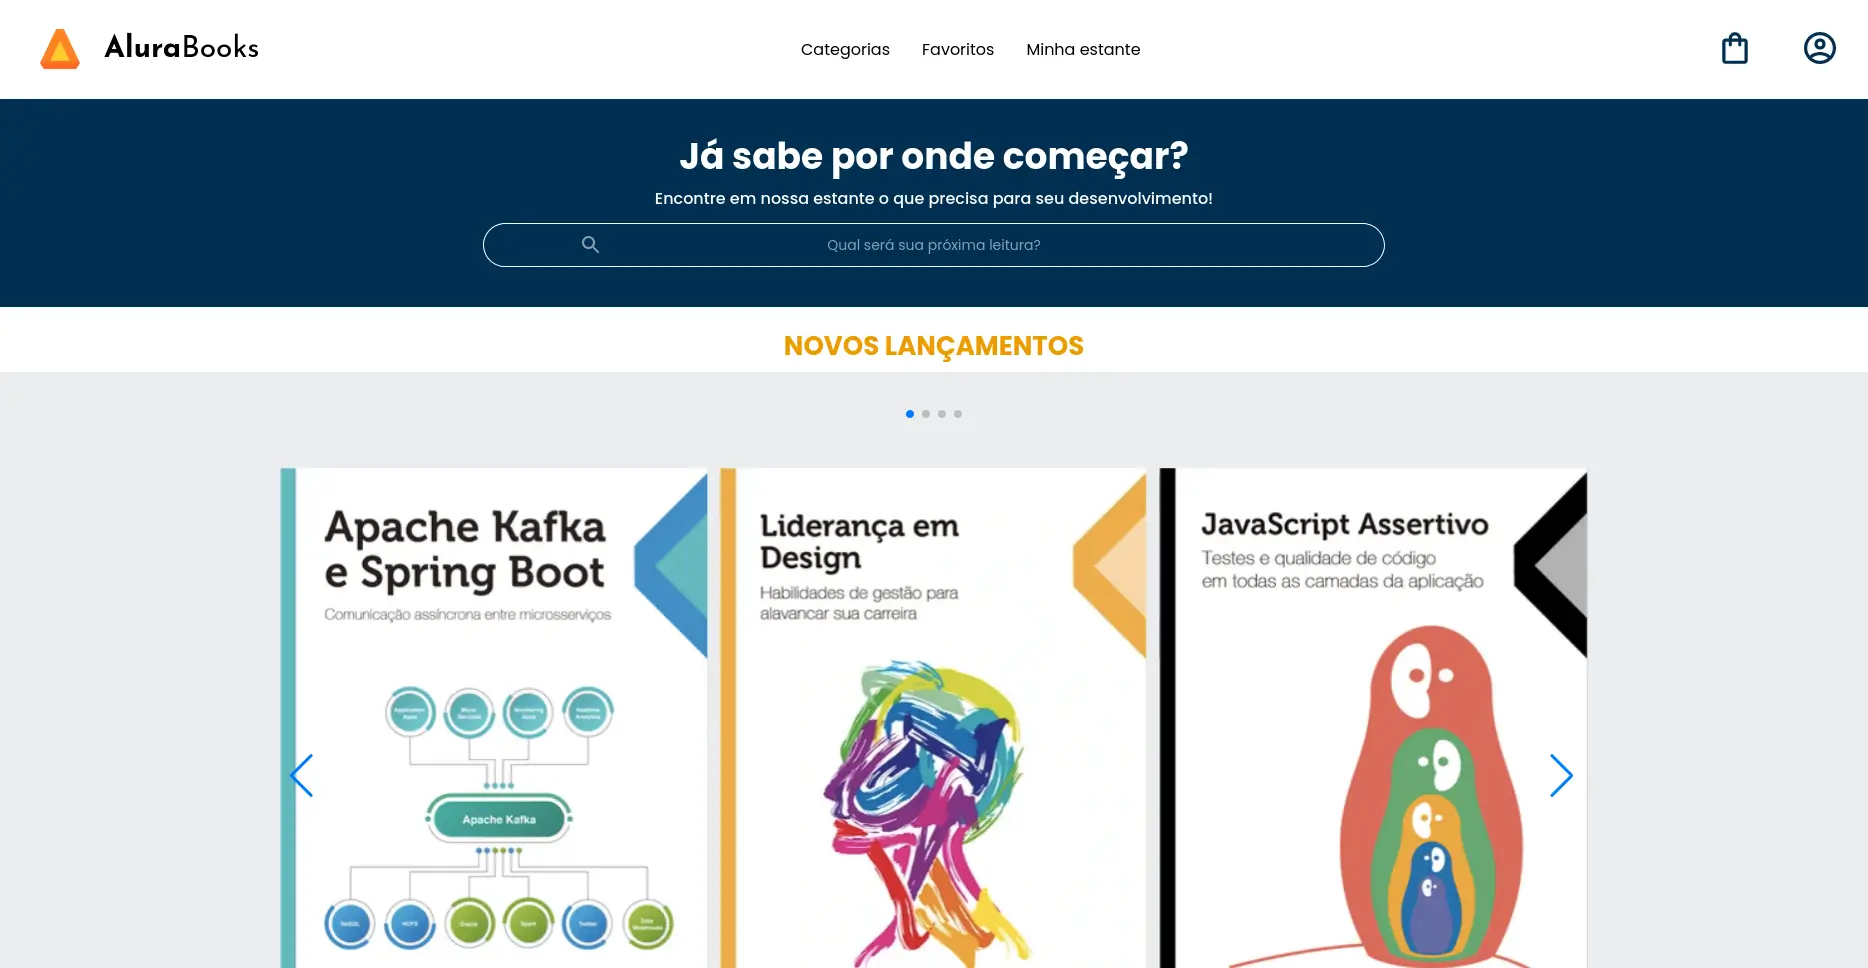 AluraBooks
Categorias
Favoritos
Minha estante
Já sabe por onde começar?
Encontre em nossa estante o que precisa para seu desenvolvimento!
Qual será sua próxima leitura?
NOVOS LANÇAMENTOS
Apache Kafka
e Spring Boot
Comunicação assíncrona entre microsserviços
Apache Kafka
Liderança em
Design
Habilidades de gestão para
alavancar sua carreira
JavaScript Assertivo
Testes e qualidade de código
em todas as camadas da aplicação